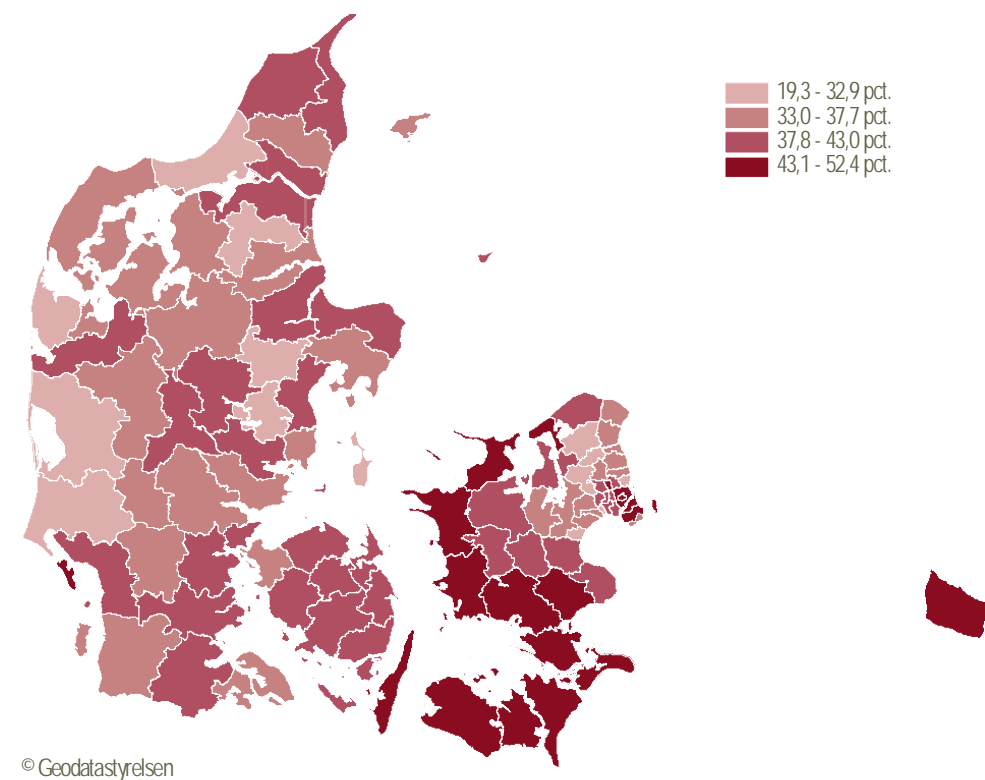 19,3 - 32,9 pct.
33,0 - 37,7 pct.
37,8 - 43,0 pct.
43,1 - 52,4 pct.
© Geodatastyrelsen